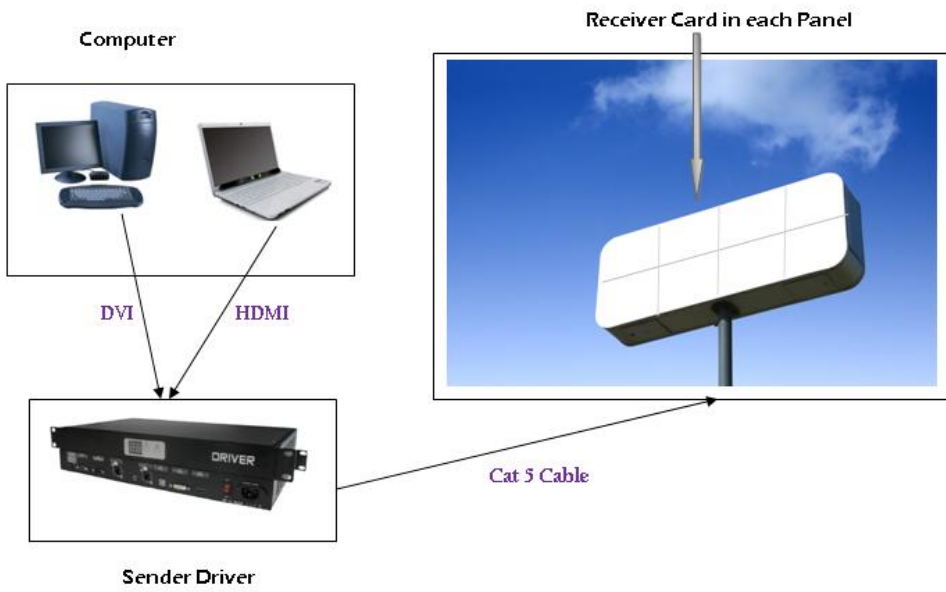 Receiver Card in each Panel
Computer
DVI
HDMI
DRIVER
Cat 5 Cable
Sender Driver